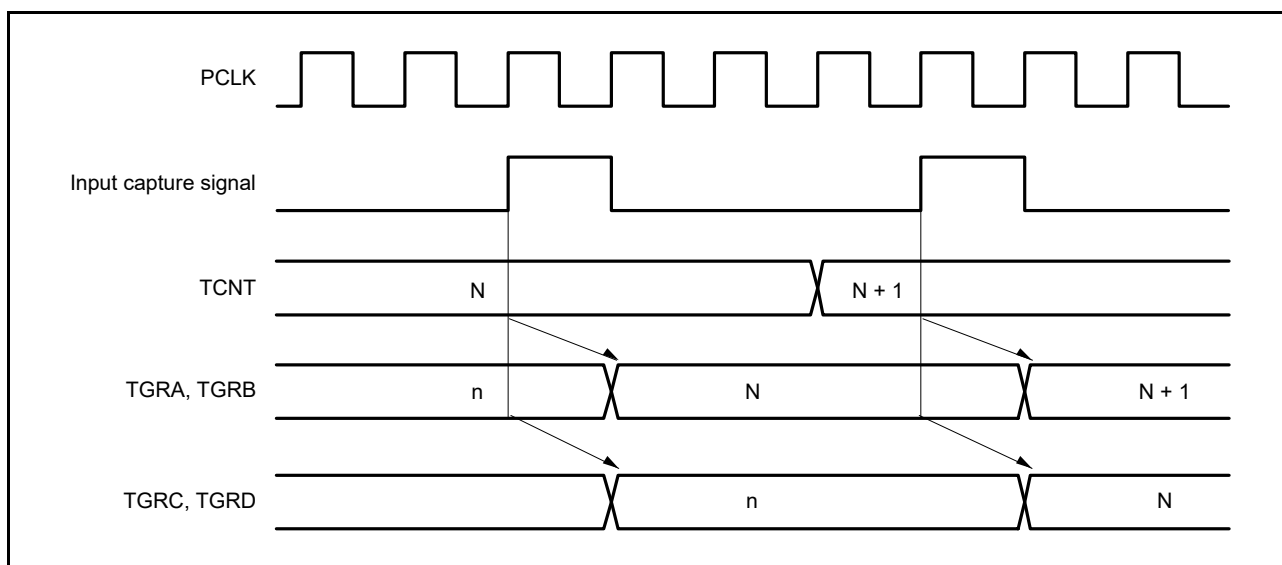 PCLK
Input capture signal
TCNT N N + 1
TGRA, TGRB n N N + 1
TGRC, TGRD n N